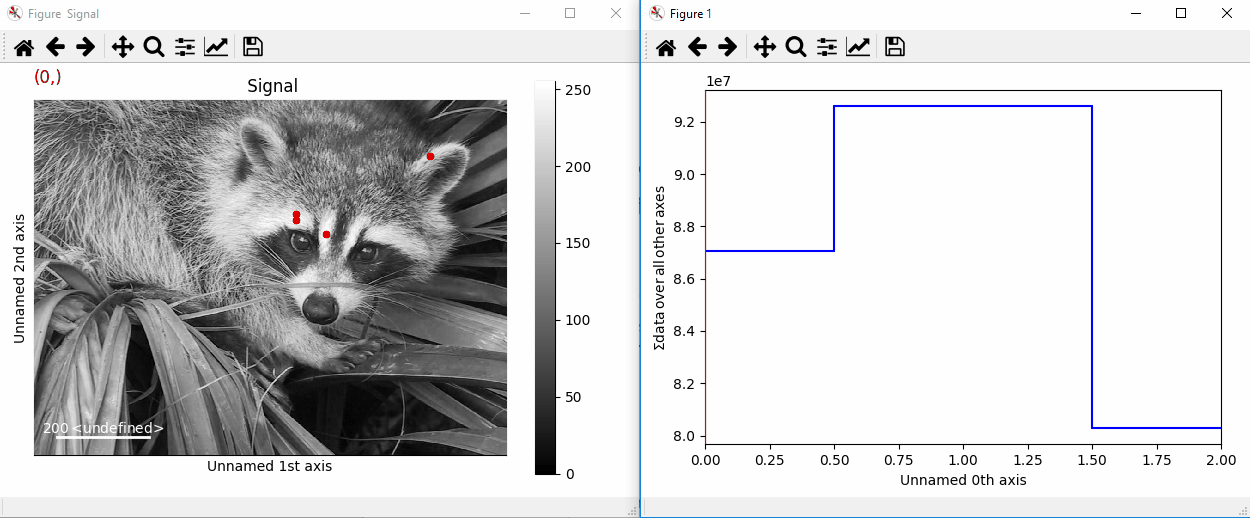 Figure Signal
(0,)
Signal
250
200
150
100
50
0
Unnamed 2nd axis
200 <undefined>
Unnamed 1st axis
Figure 1
1e7
9.2
9.0
8.8
8.6
8.4
8.2
8.0
Σdata over all other axes
0.00 0.25 0.50 0.75 1.00 1.25 1.50 1.75 2.00
Unnamed 0th axis